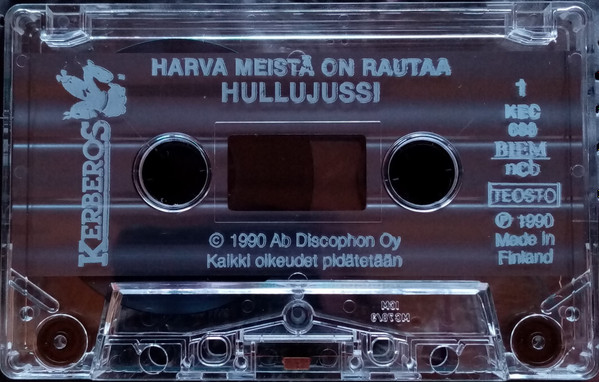 HARVA MEISTÄ ON RAUTAA
HULLUJUSSI
KERBEROS
1
KEC
BIEM
ncb
TEOSTO
℗ 1990
Made in
Finland
© 1990 Ab Discophon Oy
Kaikki oikeudet pidätetään